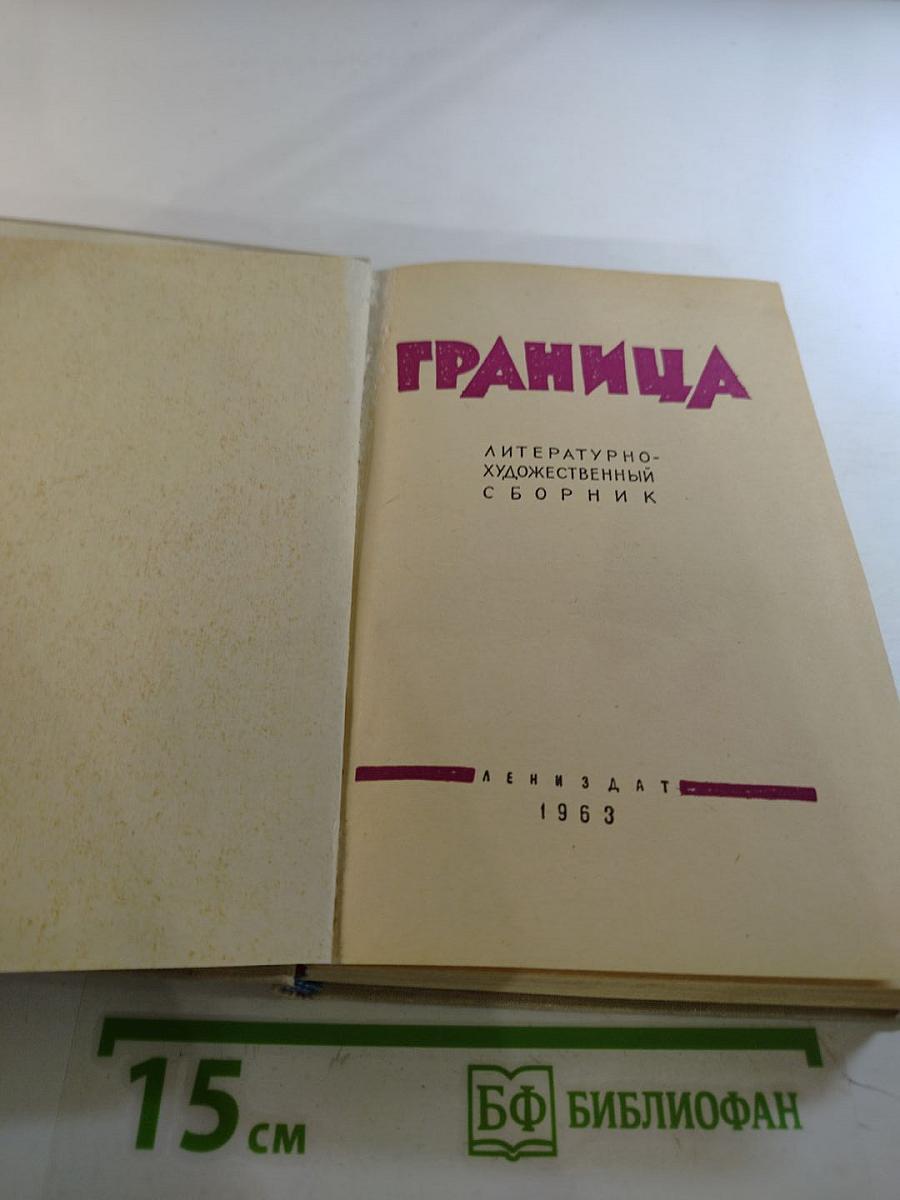 ГРАНИЦА
ЛИТЕРАТУРНО-
ХУДОЖЕСТВЕННЫЙ
СБОРНИК
ЛЕНИЗДАТ
1963
15 см
БФ БИБЛИОФАН